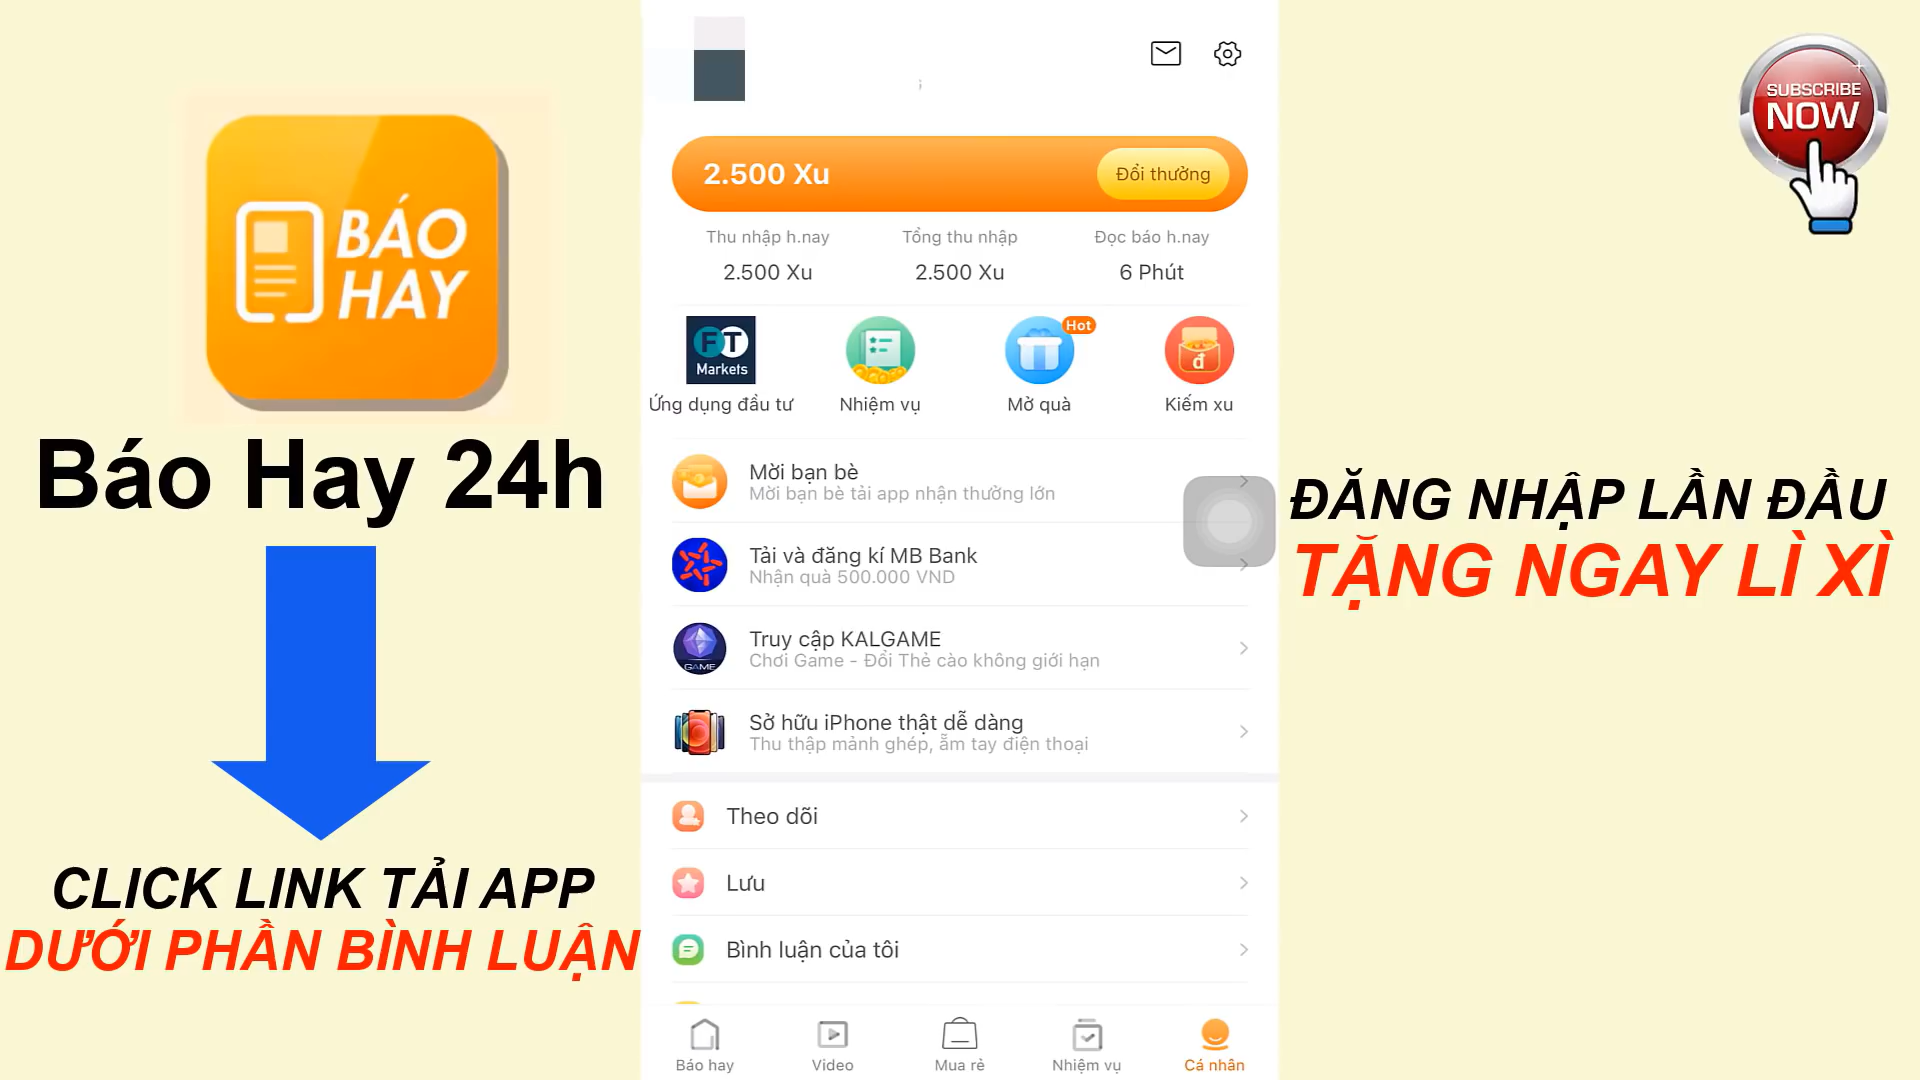 BÁO
HAY
Báo Hay 24h
CLICK LINK TẢI APP
DƯỚI PHẦN BÌNH LUẬN
2.500 Xu
Đổi thưởng
Thu nhập h.nay
Tổng thu nhập
Đọc báo h.nay
2.500 Xu
2.500 Xu
6 Phút
FT
Markets
Hot
đ
Ứng dụng đầu tư
Nhiệm vụ
Mở quà
Kiếm xu
Mời bạn bè
Mời bạn bè tải app nhận thưởng lớn
Tải và đăng kí MB Bank
Nhận quà 500.000 VND
GAME
Truy cập KALGAME
Chơi Game - Đổi Thẻ cào không giới hạn
Sở hữu iPhone thật dễ dàng
Thu thập mảnh ghép, ẵm tay điện thoại
Theo dõi
Lưu
Bình luận của tôi
Báo hay
Video
Mua rẻ
Nhiệm vụ
Cá nhân
SUBSCRIBE
NOW
ĐĂNG NHẬP LẦN ĐẦU
TẶNG NGAY LÌ XÌ